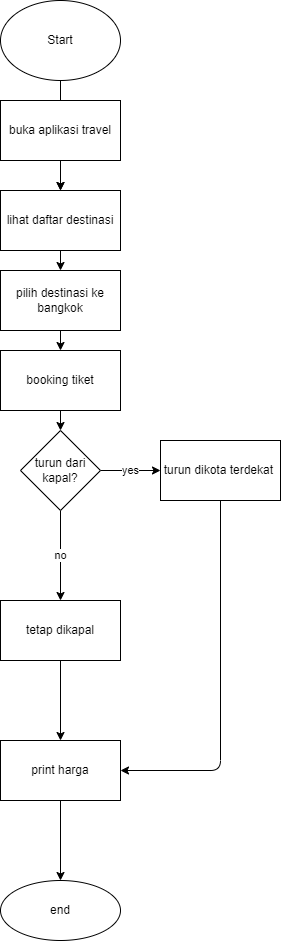 Start
buka aplikasi travel
lihat daftar destinasi
pilih destinasi ke
bangkok
booking tiket
turun dari
kapal?
yes
turun dikota terdekat
no
tetap dikapal
print harga
end